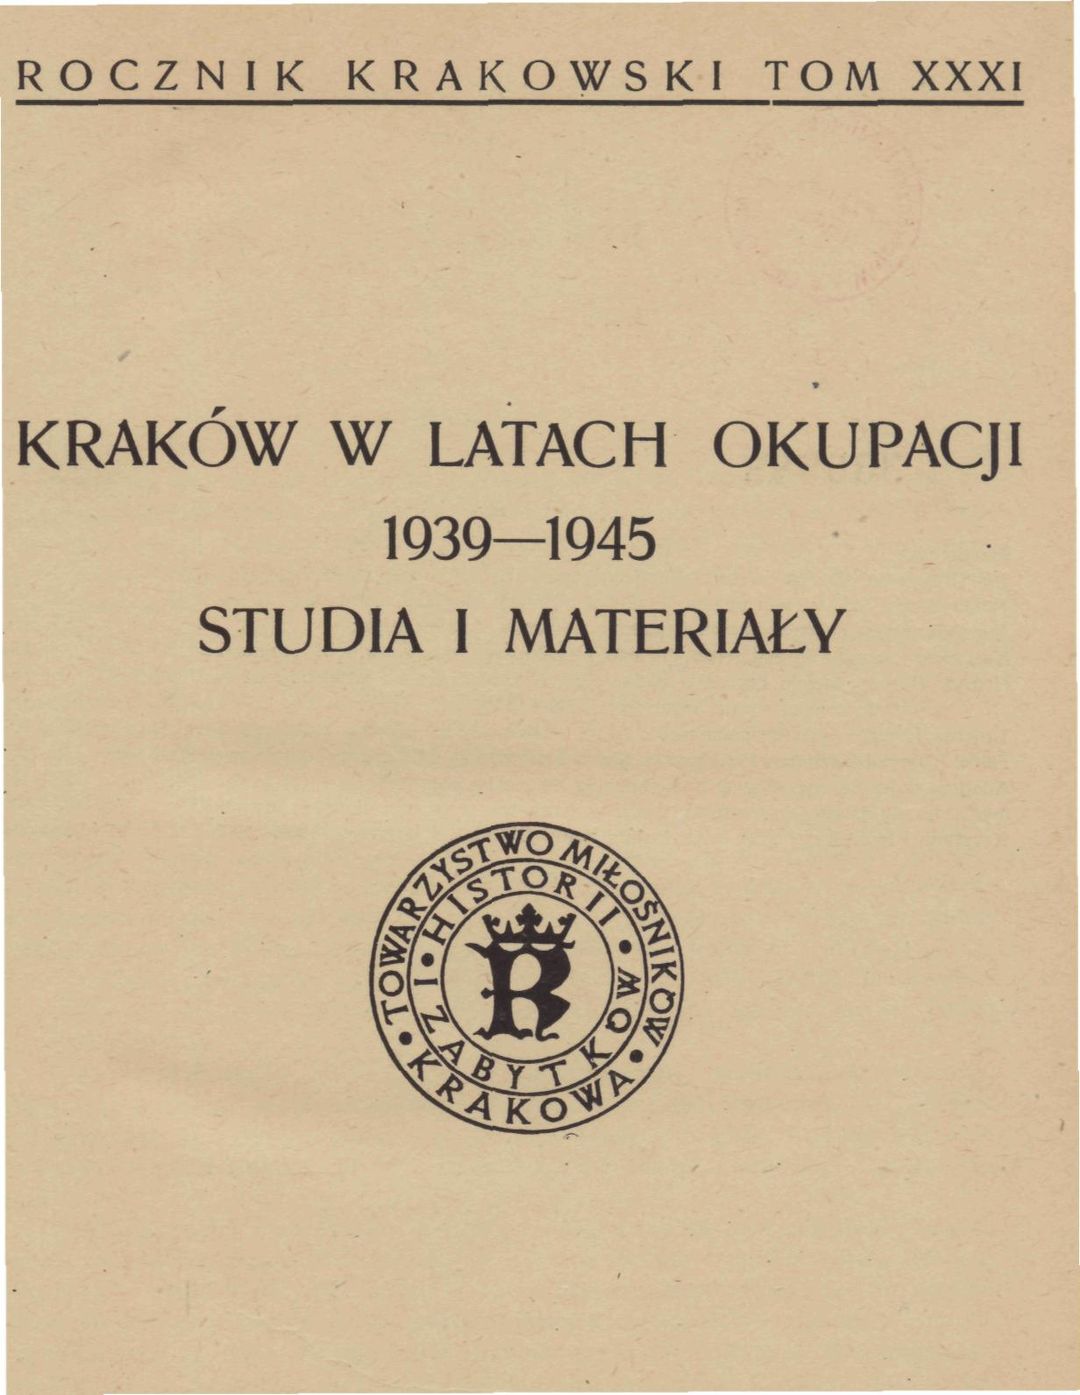 ROCZNIK KRAKOWSKI TOM XXXI
KRAKÓW W LATACH OKUPACJI
1939—1945
STUDIA I MATERIAŁY
TOWARZYSTWO MIŁOŚNIKÓW • KRAKOWA •
HISTORII • I ZABYTKÓW •